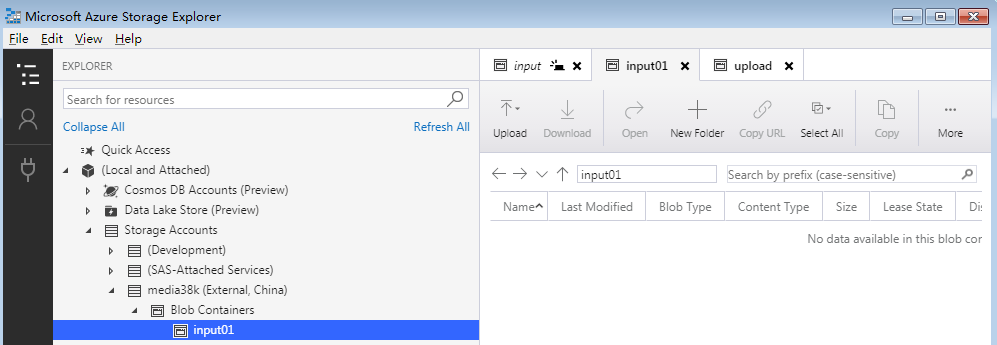 Microsoft Azure Storage Explorer
File Edit View Help
EXPLORER
Search for resources
Collapse All Refresh All
Quick Access
(Local and Attached)
Cosmos DB Accounts (Preview)
Data Lake Store (Preview)
Storage Accounts
(Development)
(SAS-Attached Services)
media38k (External, China)
Blob Containers
input01
input input01 upload
Upload Download Open New Folder Copy URL Select All Copy More
input01 Search by prefix (case-sensitive)
Name Last Modified Blob Type Content Type Size Lease State Dis
No data available in this blob con